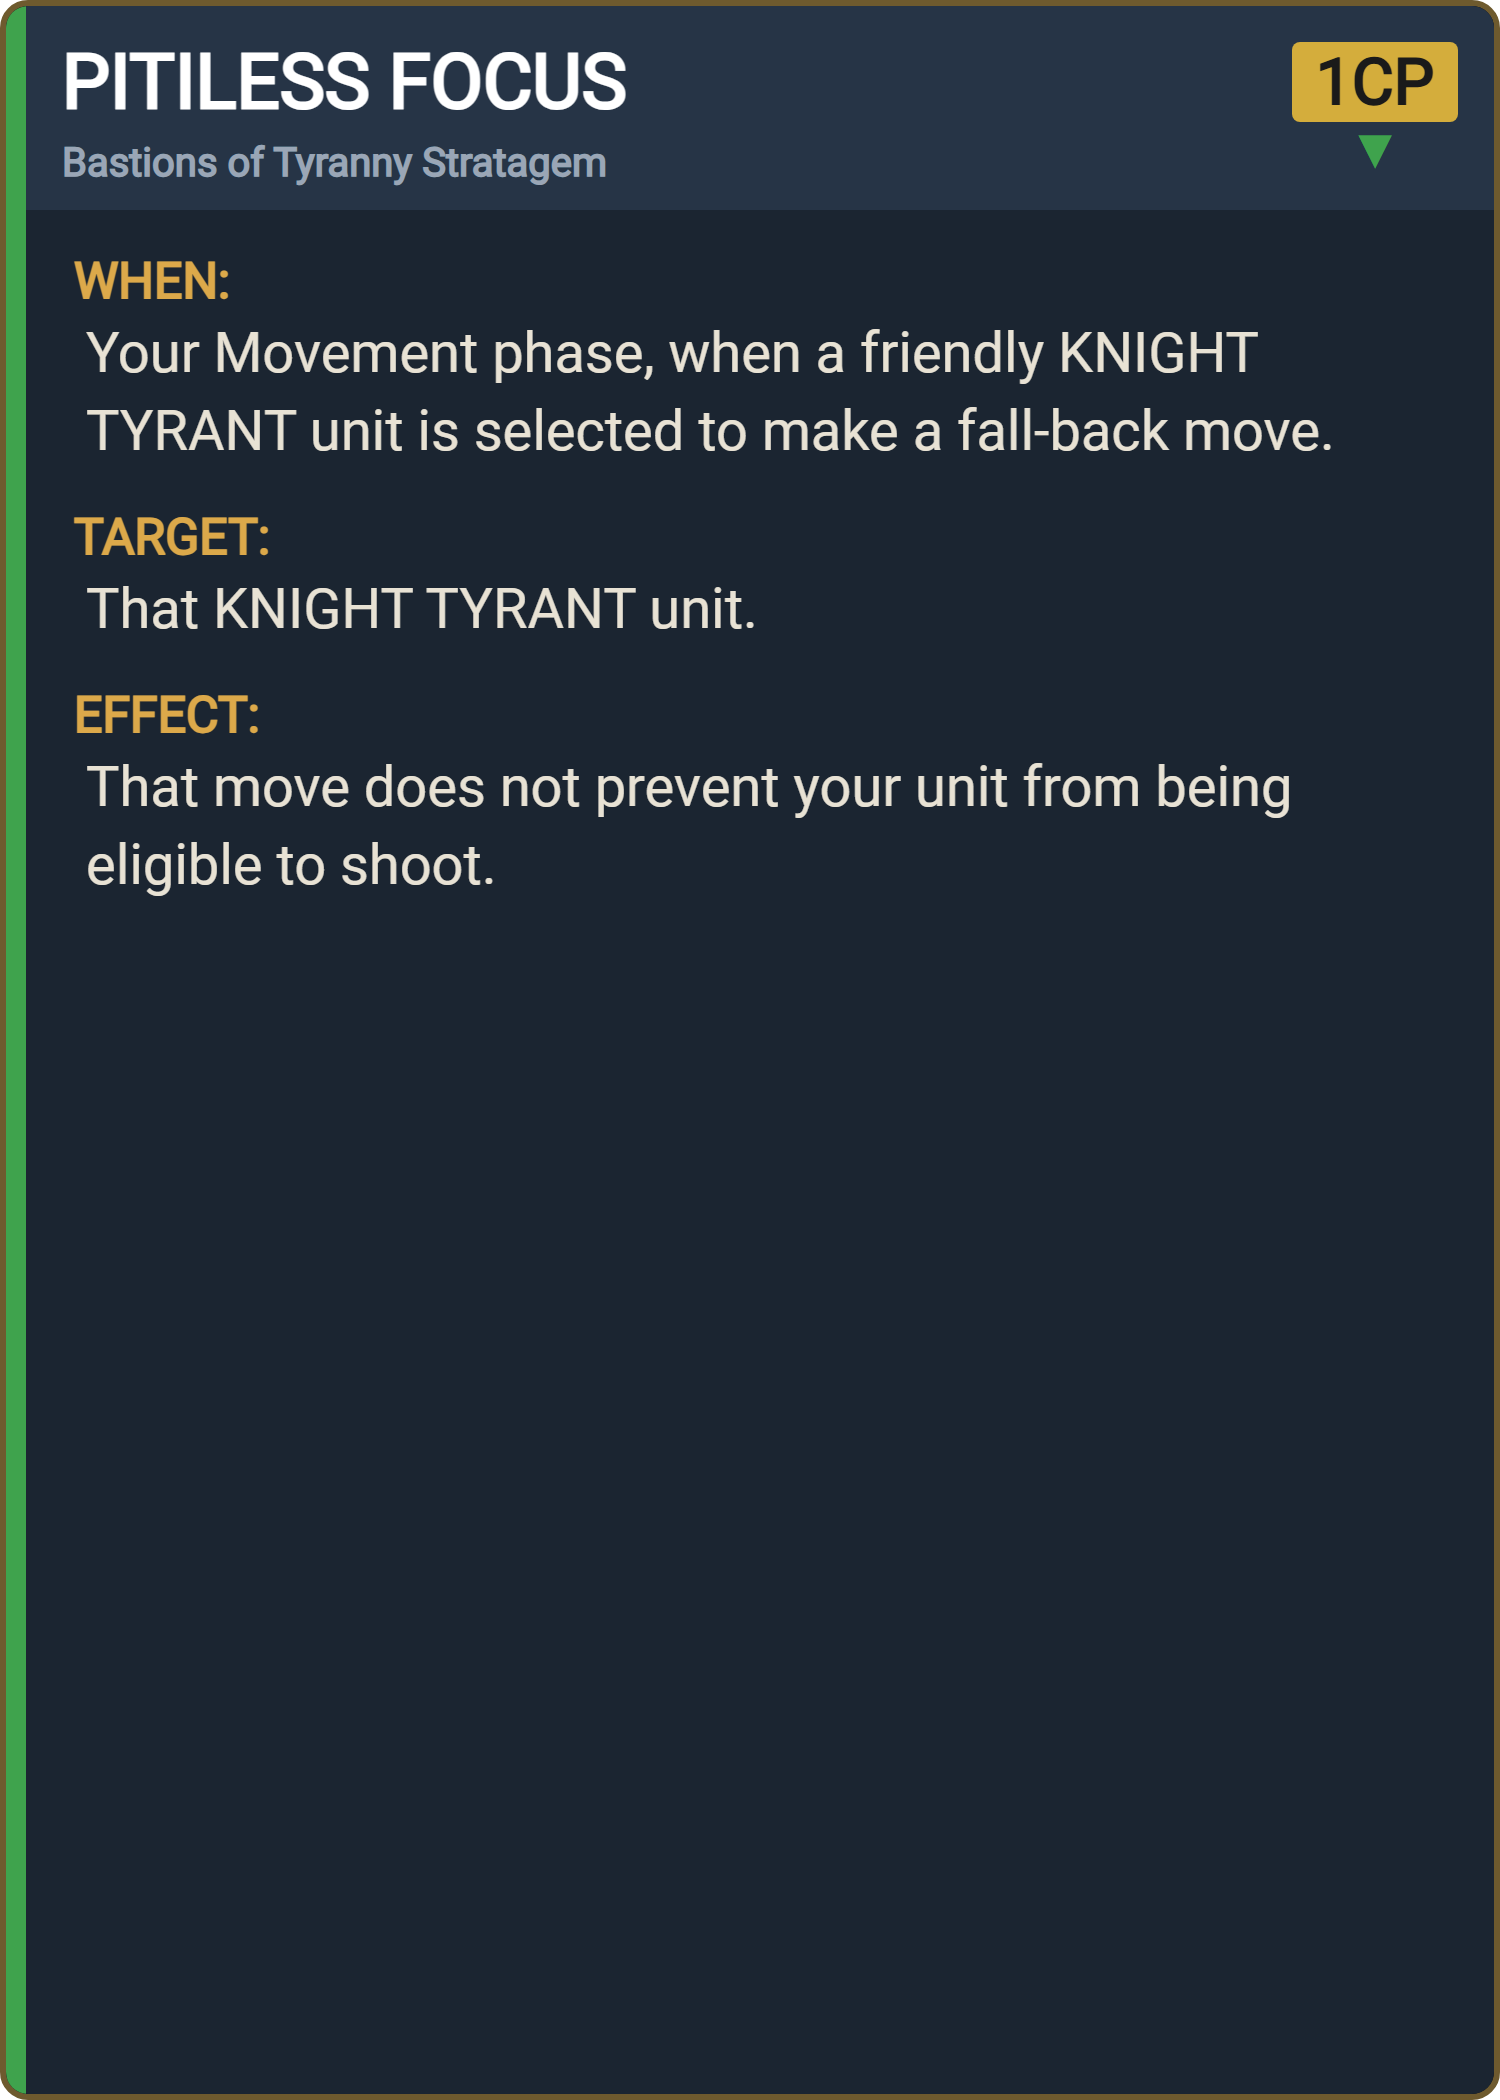 PITILESS FOCUS
1CP
Bastions of Tyranny Stratagem
WHEN:
Your Movement phase, when a friendly KNIGHT
TYRANT unit is selected to make a fall-back move.
TARGET:
That KNIGHT TYRANT unit.
EFFECT:
That move does not prevent your unit from being
eligible to shoot.